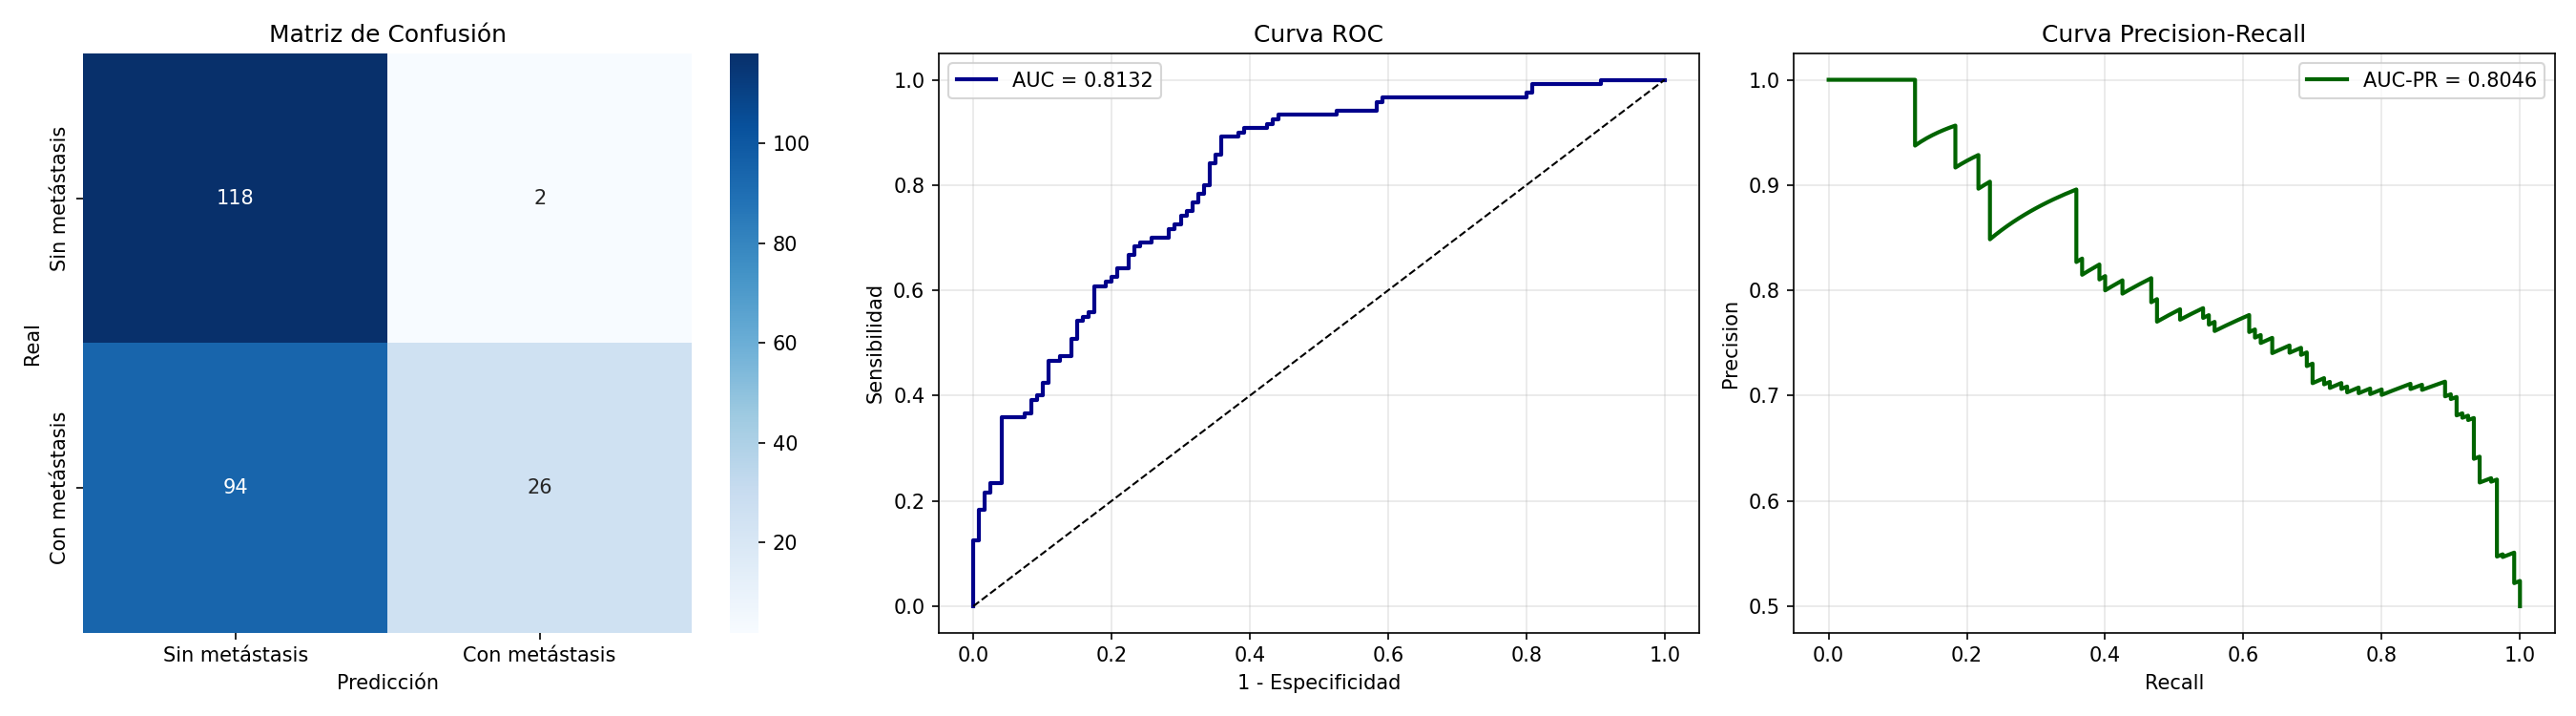 Matriz de Confusión
Real
Sin metástasis
Con metástasis
118
2
94
26
Sin metástasis
Con metástasis
Predicción
100
80
60
40
20
Curva ROC
AUC = 0.8132
Sensibilidad
1.0
0.8
0.6
0.4
0.2
0.0
0.0
0.2
0.4
0.6
0.8
1.0
1 - Especificidad
Curva Precision-Recall
AUC-PR = 0.8046
Precision
1.0
0.9
0.8
0.7
0.6
0.5
0.0
0.2
0.4
0.6
0.8
1.0
Recall